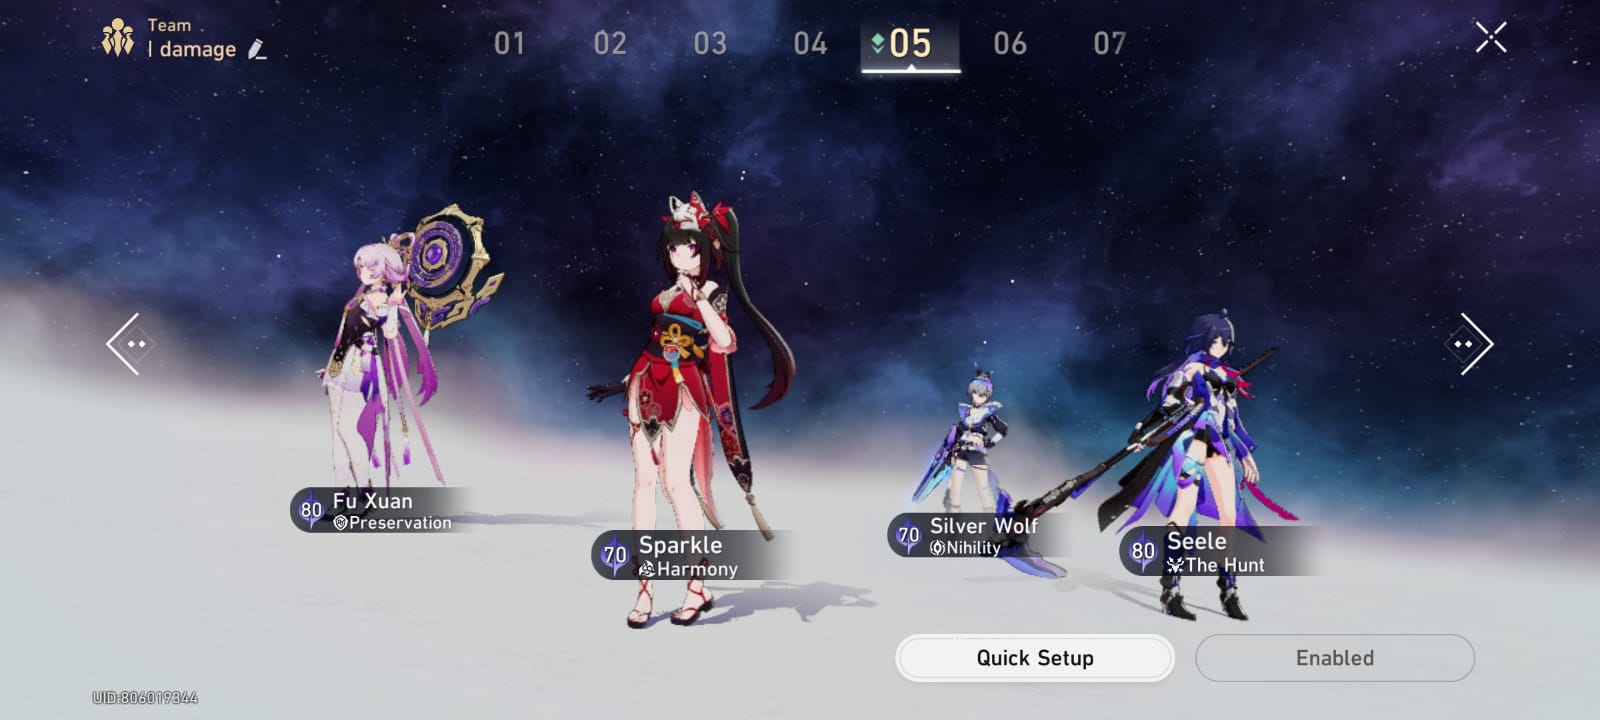 Team
| damage
01
02
03
04
05
06
07
80
Fu Xuan
Preservation
70
Sparkle
Harmony
70
Silver Wolf
Nihility
80
Seele
The Hunt
Quick Setup
Enabled
UID:806019344